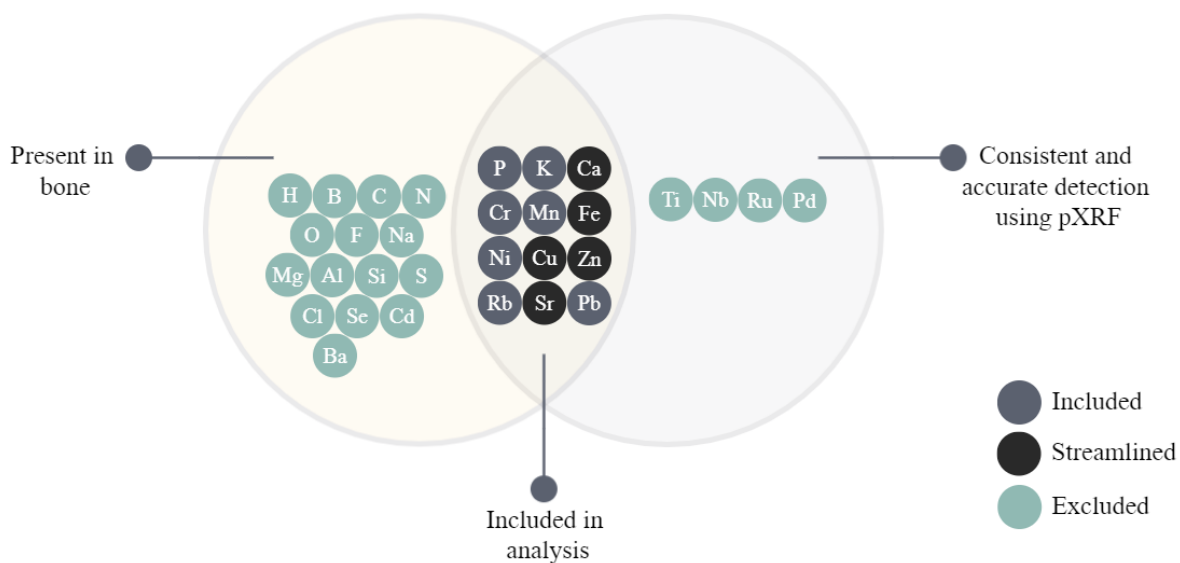 Present in
bone
H B C N
O F Na
Mg Al Si S
Cl Se Cd
Ba
P K Ca
Cr Mn Fe
Ni Cu Zn
Rb Sr Pb
Ti Nb Ru Pd
Consistent and
accurate detection
using pXRF
Included in
analysis
Included
Streamlined
Excluded